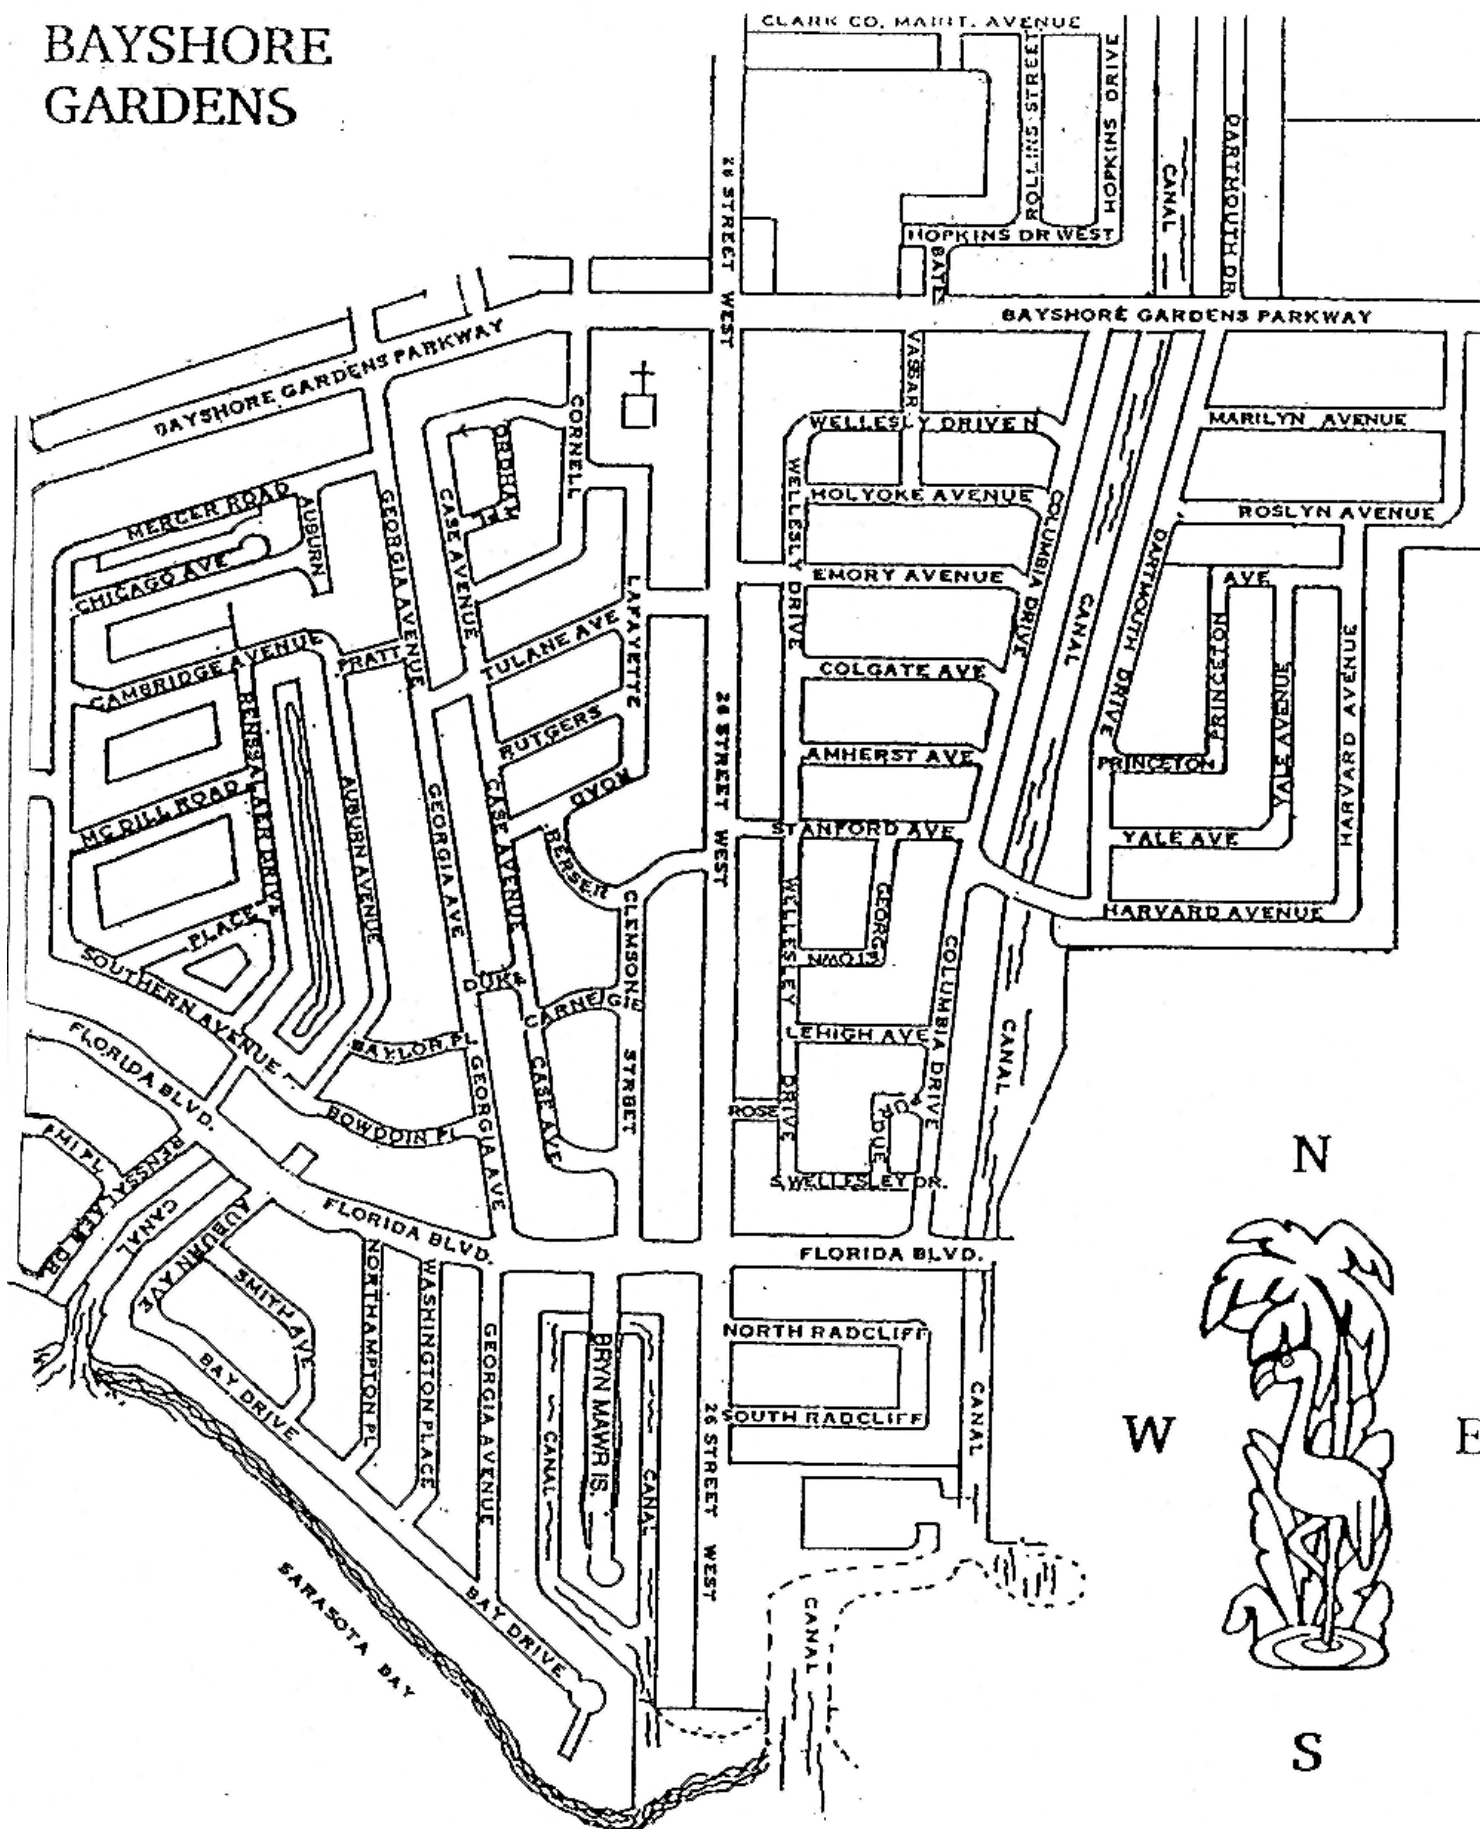 BAYSHORE
GARDENS
CLARK CO. MAINT. AVENUE
ROLLINS STREET
HOPKINS DRIVE
CANAL
DARTMOUTH DR
26 STREET WEST
HOPKINS DR WEST
BATES
BAYSHORE GARDENS PARKWAY
BAYSHORE GARDENS PARKWAY
VASSAR
CORNELL
WELLESLY DRIVE N
MARILYN AVENUE
MERCER ROAD
AUBURN
GEORGIA AVENUE
CASE AVENUE
WELLESLY DRIVE
HOLYOKE AVENUE
COLUMBIA DRIVE
ROSLYN AVENUE
CHICAGO AVE
LAFAYETTE
EMORY AVENUE
CANAL
DARTMOUTH DRIVE
AVE
PRINCETON
YALE AVENUE
HARVARD AVENUE
CAMBRIDGE AVENUE
PRATT
TULANE AVE
COLGATE AVE
RENSSALAER DRIVE
RUTGERS
26 STREET WEST
AMHERST AVE
PRINCETON
MC DILL ROAD
AUBURN AVENUE
GEORGIA AVE
CASE AVENUE
ROAD
STANFORD AVE
YALE AVE
BERSER
CLEMSON
WELLESLEY
GEORGETOWN
HARVARD AVENUE
PLACE
SOUTHERN AVENUE
DUKE
CARNEGIE
COLUMBIA DRIVE
CANAL
FLORIDA BLVD.
BAYLOR PL
LEHIGH AVE
GEORGIA AVE
CASE AVE
STREET
ROSE
DRIVE
PURDUE
BOWDOIN PL
RENSSALAER DR
S. WELLESLEY DR.
CANAL
AUBURN AVE
FLORIDA BLVD.
FLORIDA BLVD.
SMITH AVE
NORTHAMPTON PL
WASHINGTON PLACE
GEORGIA AVENUE
BRYN MAWR IS.
NORTH RADCLIFF
BAY DRIVE
CANAL
CANAL
26 STREET WEST
SOUTH RADCLIFF
CANAL
BAY DRIVE
SARASOTA BAY
CANAL
N
W
E
S